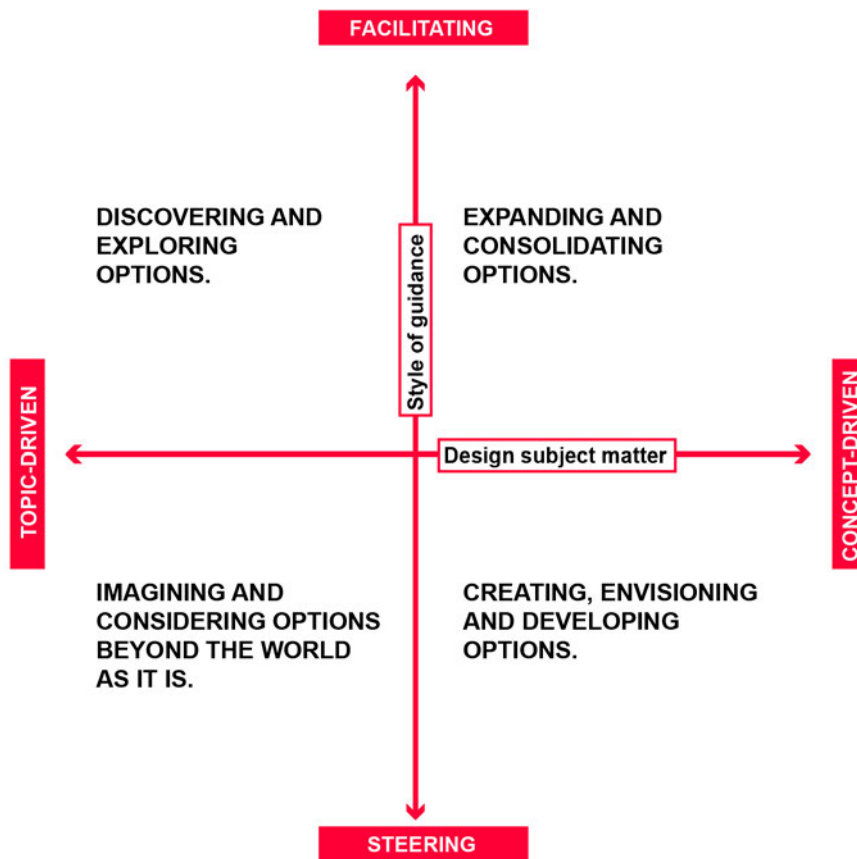 FACILITATING
DISCOVERING AND
EXPLORING
OPTIONS.
EXPANDING AND
CONSOLIDATING
OPTIONS.
Style of guidance
TOPIC-DRIVEN
Design subject matter
CONCEPT-DRIVEN
IMAGINING AND
CONSIDERING OPTIONS
BEYOND THE WORLD
AS IT IS.
CREATING, ENVISIONING
AND DEVELOPING
OPTIONS.
STEERING